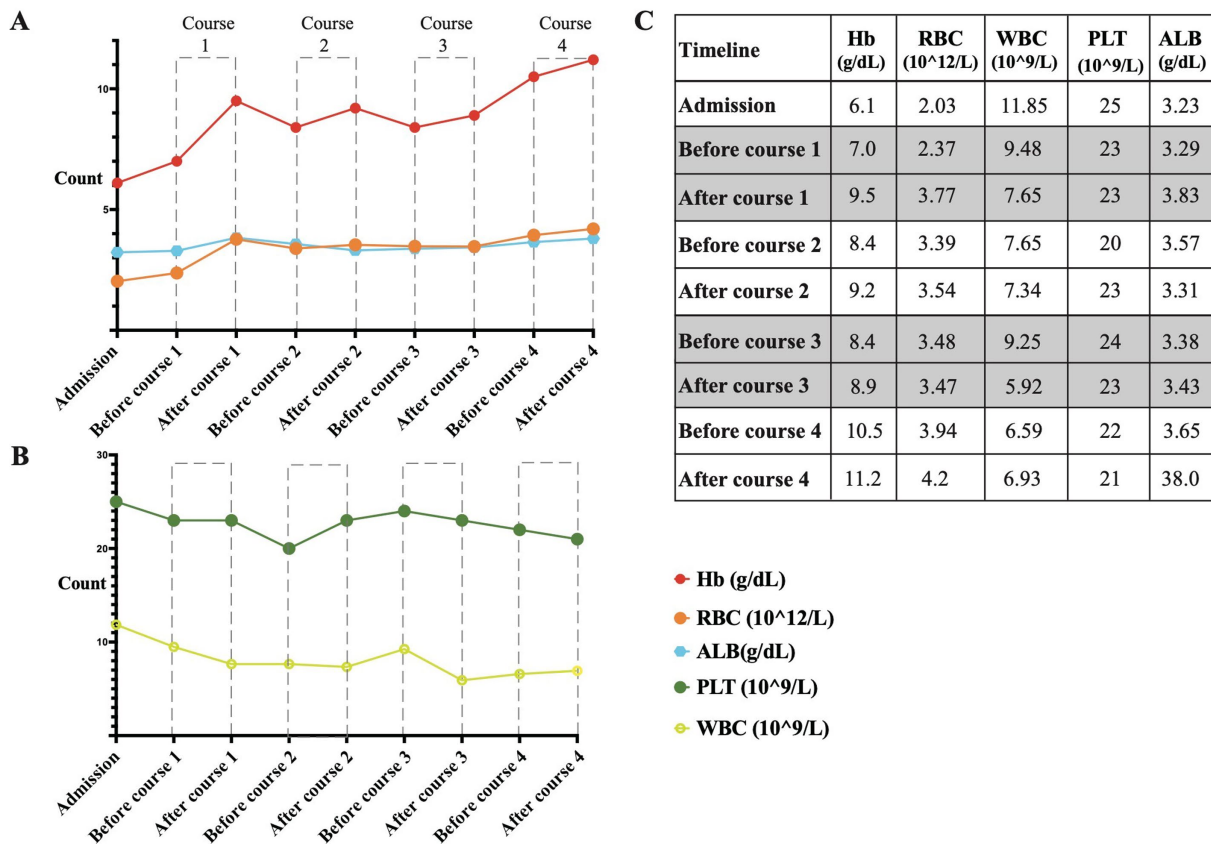 A
Course
1
Course
2
Course
3
Course
4
10
Count
5
Admission
Before course 1
After course 1
Before course 2
After course 2
Before course 3
After course 3
Before course 4
After course 4
B
30
20
Count
10
Admission
Before course 1
After course 1
Before course 2
After course 2
Before course 3
After course 3
Before course 4
After course 4
C
Timeline Hb (g/dL) RBC (10^12/L) WBC (10^9/L) PLT (10^9/L) ALB (g/dL)
Admission 6.1 2.03 11.85 25 3.23
Before course 1 7.0 2.37 9.48 23 3.29
After course 1 9.5 3.77 7.65 23 3.83
Before course 2 8.4 3.39 7.65 20 3.57
After course 2 9.2 3.54 7.34 23 3.31
Before course 3 8.4 3.48 9.25 24 3.38
After course 3 8.9 3.47 5.92 23 3.43
Before course 4 10.5 3.94 6.59 22 3.65
After course 4 11.2 4.2 6.93 21 38.0
Hb (g/dL)
RBC (10^12/L)
ALB(g/dL)
PLT (10^9/L)
WBC (10^9/L)